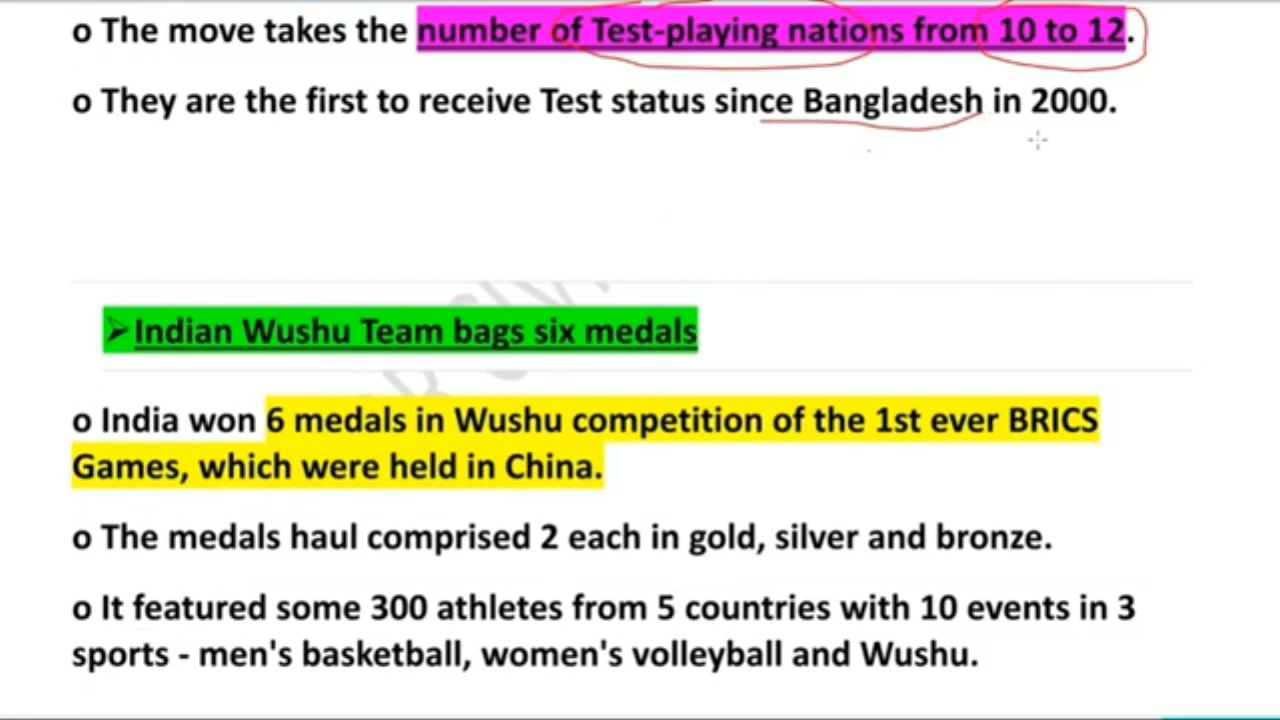 o The move takes the number of Test-playing nations from 10 to 12.
o They are the first to receive Test status since Bangladesh in 2000.
➢Indian Wushu Team bags six medals
o India won 6 medals in Wushu competition of the 1st ever BRICS
Games, which were held in China.
o The medals haul comprised 2 each in gold, silver and bronze.
o It featured some 300 athletes from 5 countries with 10 events in 3
sports - men's basketball, women's volleyball and Wushu.